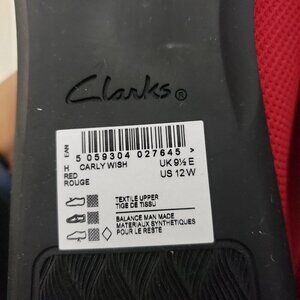 Clarks®
EAN
5 059304 027645 >
H CARLY WISH UK 9½ E
RED US 12 W
ROUGE
TEXTILE UPPER
TIGE DE TISSU
BALANCE MAN MADE
MATERIAUX SYNTHÉTIQUES
POUR LE RESTE